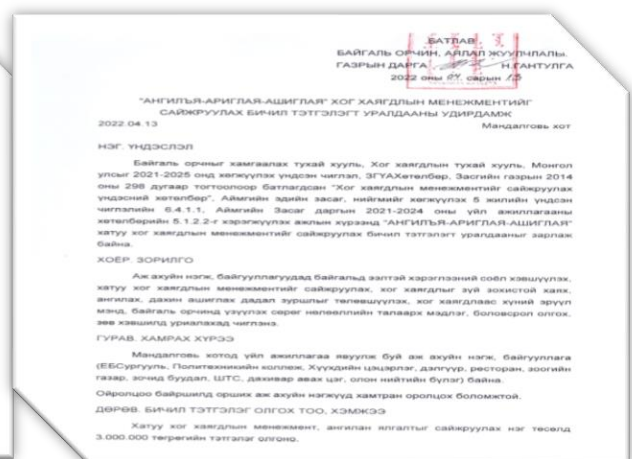 БАТЛАВ
БАЙГАЛЬ ОРЧИН, АЯЛАЛ ЖУУЛЧЛАЛЫН
ГАЗРЫН ДАРГА Н.ГАНТУЛГА
2022 оны 04 сарын 13
"АНГИЛЪЯ-АРИГЛАЯ-АШИГЛАЯ" ХОГ ХАЯГДЛЫН МЕНЕЖМЕНТИЙГ
САЙЖРУУЛАХ БИЧИЛ ТЭТГЭЛЭГТ УРАЛДААНЫ УДИРДАМЖ
2022.04.13 Мандалговь хот
НЭГ. ҮНДЭСЛЭЛ
Байгаль орчныг хамгаалах тухай хууль, Хог хаягдлын тухай хууль, Монгол
улсыг 2021-2025 онд хөгжүүлэх үндсэн чиглэл, ЗГҮАХөтөлбөр, Засгийн газрын 2014
оны 298 дугаар тогтоолоор батлагдсан "Хог хаягдлын менежментийг сайжруулах
үндэсний хөтөлбөр", Аймгийн эдийн засаг, нийгмийг хөгжүүлэх 5 жилийн үндсэн
чиглэлийн 6.4.1.1, Аймгийн Засаг даргын 2021-2024 оны үйл ажиллагааны
хөтөлбөрийн 5.1.2.2-г хэрэгжүүлэх ажлын хүрээнд "АНГИЛЪЯ-АРИГЛАЯ-АШИГЛАЯ"
хатуу хог хаягдлын менежментийг сайжруулах бичил тэтгэлэгт уралдааныг зарлаж
байна.
ХОЁР. ЗОРИЛГО
Аж ахуйн нэгж, байгууллагуудад байгальд ээлтэй хэрэглээний соёл хэвшүүлэх,
хатуу хог хаягдлын менежментийг сайжруулах, хог хаягдлыг зүй зохистой хаях,
ангилах, дахин ашиглах дадал зуршлыг төлөвшүүлэх, хог хаягдлаас хүний эрүүл
мэнд, байгаль орчинд үзүүлэх сөрөг нөлөөллийн талаарх мэдлэг, боловсрол олгох,
зөв хэвшилд уриалахад чиглэнэ.
ГУРАВ. ХАМРАХ ХҮРЭЭ
Мандалговь хотод үйл ажиллагаа явуулж буй аж ахуйн нэгж, байгууллага
(ЕБСургууль, Политехникийн коллеж, Хүүхдийн цэцэрлэг, дэлгүүр, ресторан, зоогийн
газар, зочид буудал, ШТС, дахивар авах цэг, олон нийтийн бүлэг) байна.
Ойролцоо байршилд орших аж ахуйн нэгжүүд хамтран оролцох боломжтой.
ДӨРӨВ. БИЧИЛ ТЭТГЭЛЭГ ОЛГОХ ТОО, ХЭМЖЭЭ
Хатуу хог хаягдлын менежмент, ангилан ялгалтыг сайжруулах нэг төсөлд
3.000.000 төгрөгийн тэтгэлэг олгоно.